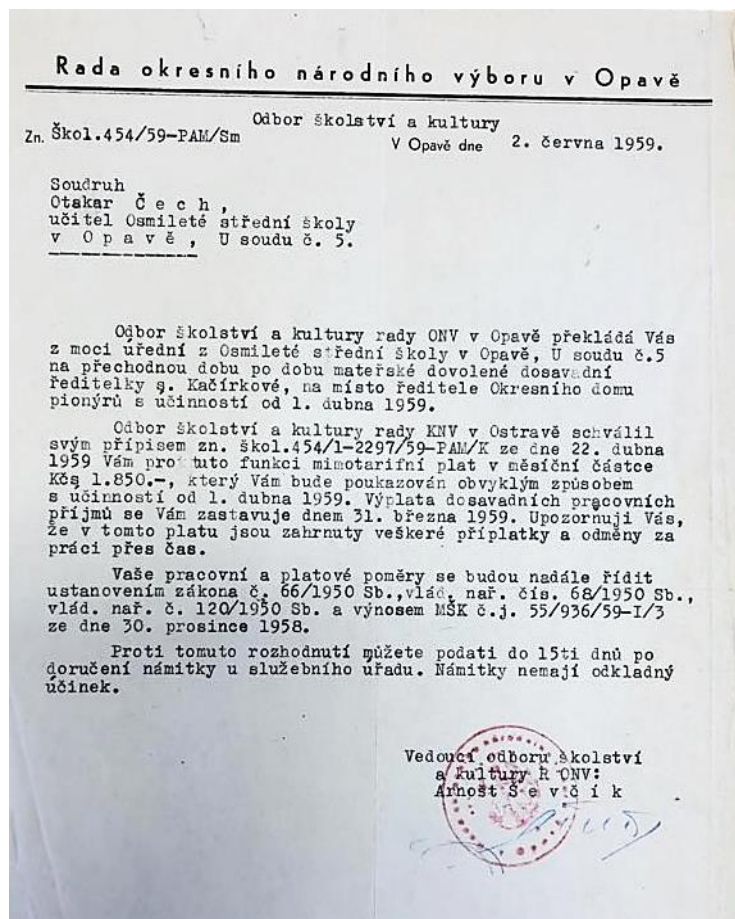 Rada okresního národního výboru v Opavě
Odbor školství a kultury
Zn. Škol.454/59-PAM/Sm
V Opavě dne 2. června 1959.
Soudruh
Otakar Č e c h ,
učitel Osmileté střední školy
v O p a v ě , U soudu č. 5.
Odbor školství a kultury rady ONV v Opavě překládá Vás
z moci úřední z Osmileté střední školy v Opavě, U soudu č.5
na přechodnou dobu po dobu mateřské dovolené dosavadní
ředitelky s. Kačírkové, na místo ředitele Okresního domu
pionýrů s účinností od 1. dubna 1959.
Odbor školství a kultury rady KNV v Ostravě schválil
svým přípisem zn. škol.454/1-2297/59-PAM/K ze dne 22. dubna
1959 Vám pro tuto funkci mimotarifní plat v měsíční částce
Kčs 1.850.-, který Vám bude poukazován obvyklým způsobem
s účinností od 1. dubna 1959. Výplata dosavadních pracovních
příjmů se Vám zastavuje dnem 31. března 1959. Upozorňuji Vás,
že v tomto platu jsou zahrnuty veškeré příplatky a odměny za
práci přes čas.
Vaše pracovní a platové poměry se budou nadále řídit
ustanovením zákona č. 66/1950 Sb.,vlád. nař. čís. 68/1950 Sb.,
vlád. nař. č. 120/1950 Sb. a výnosem MŠK č.j. 55/936/59-I/3
ze dne 30. prosince 1958.
Proti tomuto rozhodnutí můžete podati do 15ti dnů po
doručení námitky u služebního úřadu. Námitky nemají odkladný
účinek.
Vedoucí odboru školství
a kultury R ONV:
Arnošt Š e v č í k